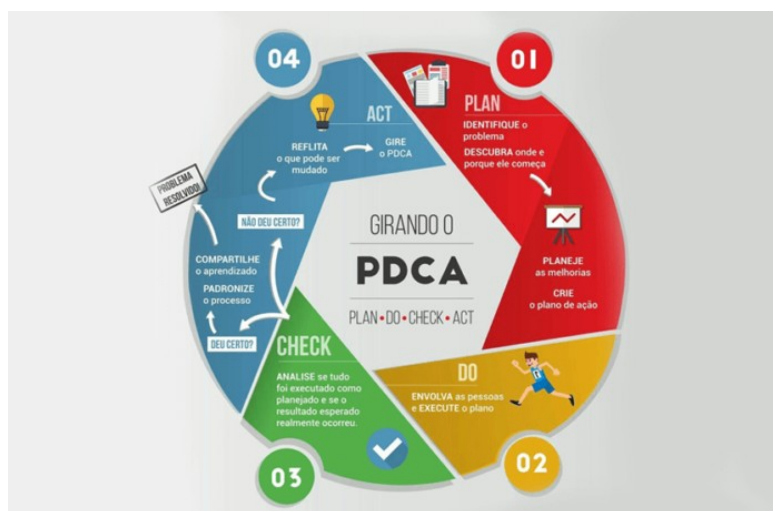 GIRANDO O
PDCA
PLAN • DO • CHECK • ACT
01
PLAN
IDENTIFIQUE o
problema
DESCUBRA onde e
porque ele começa
PLANEJE
as melhorias
CRIE
o plano de ação
02
DO
ENVOLVA as pessoas
e EXECUTE o plano
03
CHECK
ANALISE se tudo
foi executado como
planejado e se o
resultado esperado
realmente ocorreu.
04
ACT
DEU CERTO?
PADRONIZE
o processo
COMPARTILHE
o aprendizado
PROBLEMA
RESOLVIDO!
NÃO DEU CERTO?
REFLITA
o que pode ser
mudado
GIRE
o PDCA